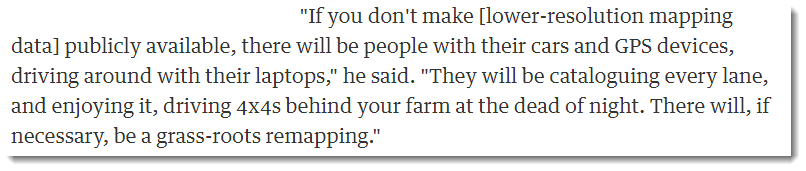 "If you don't make [lower-resolution mapping
data] publicly available, there will be people with their cars and GPS devices,
driving around with their laptops," he said. "They will be cataloguing every lane,
and enjoying it, driving 4x4s behind your farm at the dead of night. There will, if
necessary, be a grass-roots remapping."